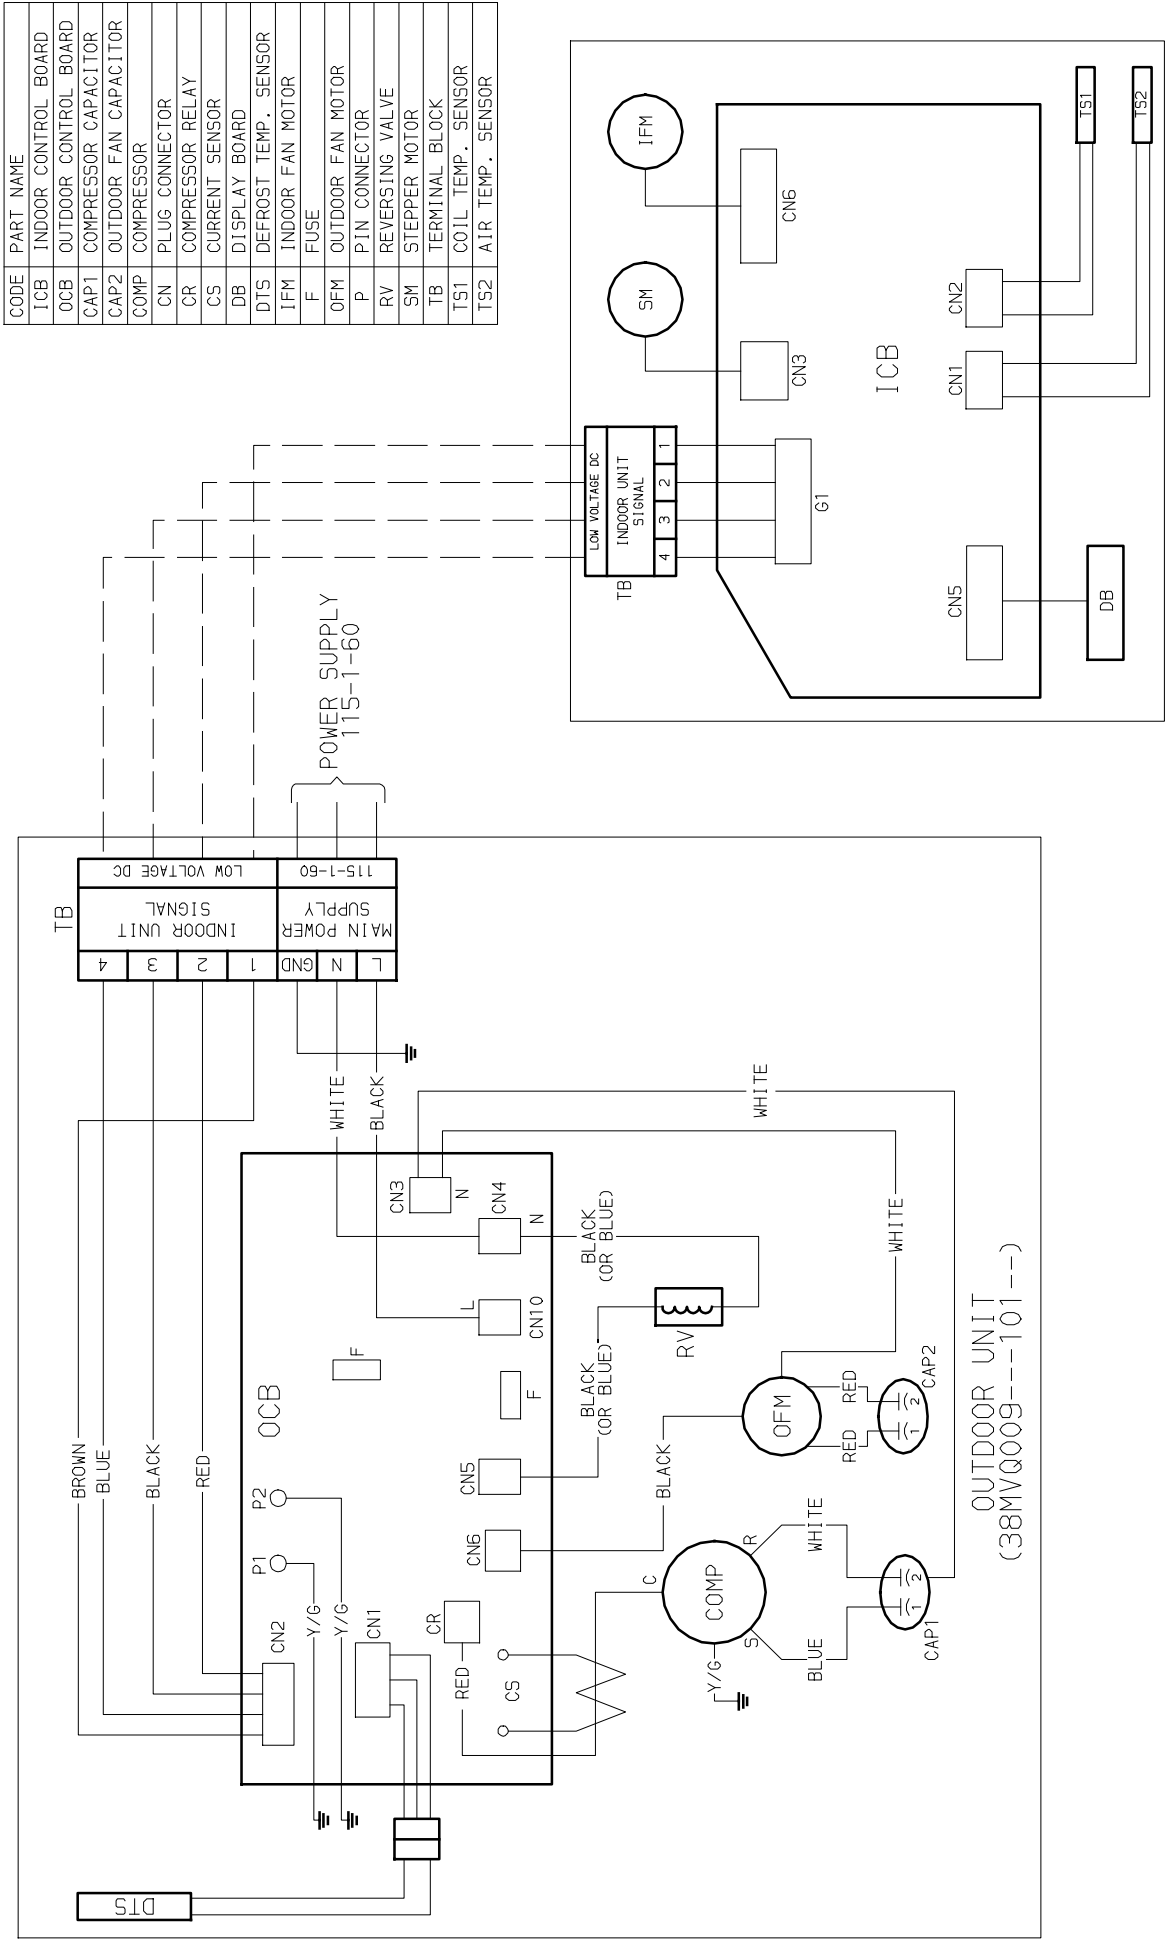 CODE PART NAME
ICB INDOOR CONTROL BOARD
OCB OUTDOOR CONTROL BOARD
CAP1 COMPRESSOR CAPACITOR
CAP2 OUTDOOR FAN CAPACITOR
COMP COMPRESSOR
CN PLUG CONNECTOR
CR COMPRESSOR RELAY
CS CURRENT SENSOR
DB DISPLAY BOARD
DTS DEFROST TEMP. SENSOR
IFM INDOOR FAN MOTOR
F FUSE
OFM OUTDOOR FAN MOTOR
P PIN CONNECTOR
RV REVERSING VALVE
SM STEPPER MOTOR
TB TERMINAL BLOCK
TS1 COIL TEMP. SENSOR
TS2 AIR TEMP. SENSOR
DTS
BROWN
BLUE
BLACK
RED
TB
4
3
2
1
GND
N
L
INDOOR UNIT
SIGNAL
MAIN POWER
SUPPLY
LOW VOLTAGE DC
115-1-60
POWER SUPPLY
115-1-60
OCB
CN2
P1
P2
Y/G
Y/G
F
CN1
WHITE
BLACK
CN3
N
CR
RED
CS
CN6
CN5
F
L
CN10
CN4
N
BLACK
(OR BLUE)
BLACK
(OR BLUE)
RV
BLACK
WHITE
WHITE
C
COMP
S
R
Y/G
BLUE
WHITE
1
2
CAP1
OFM
RED
RED
1
2
CAP2
OUTDOOR UNIT
(38MVQ009---101--)
LOW VOLTAGE DC
INDOOR UNIT
SIGNAL
4
3
2
1
TB
G1
SM
IFM
CN3
CN6
ICB
CN5
CN1
CN2
DB
TS1
TS2